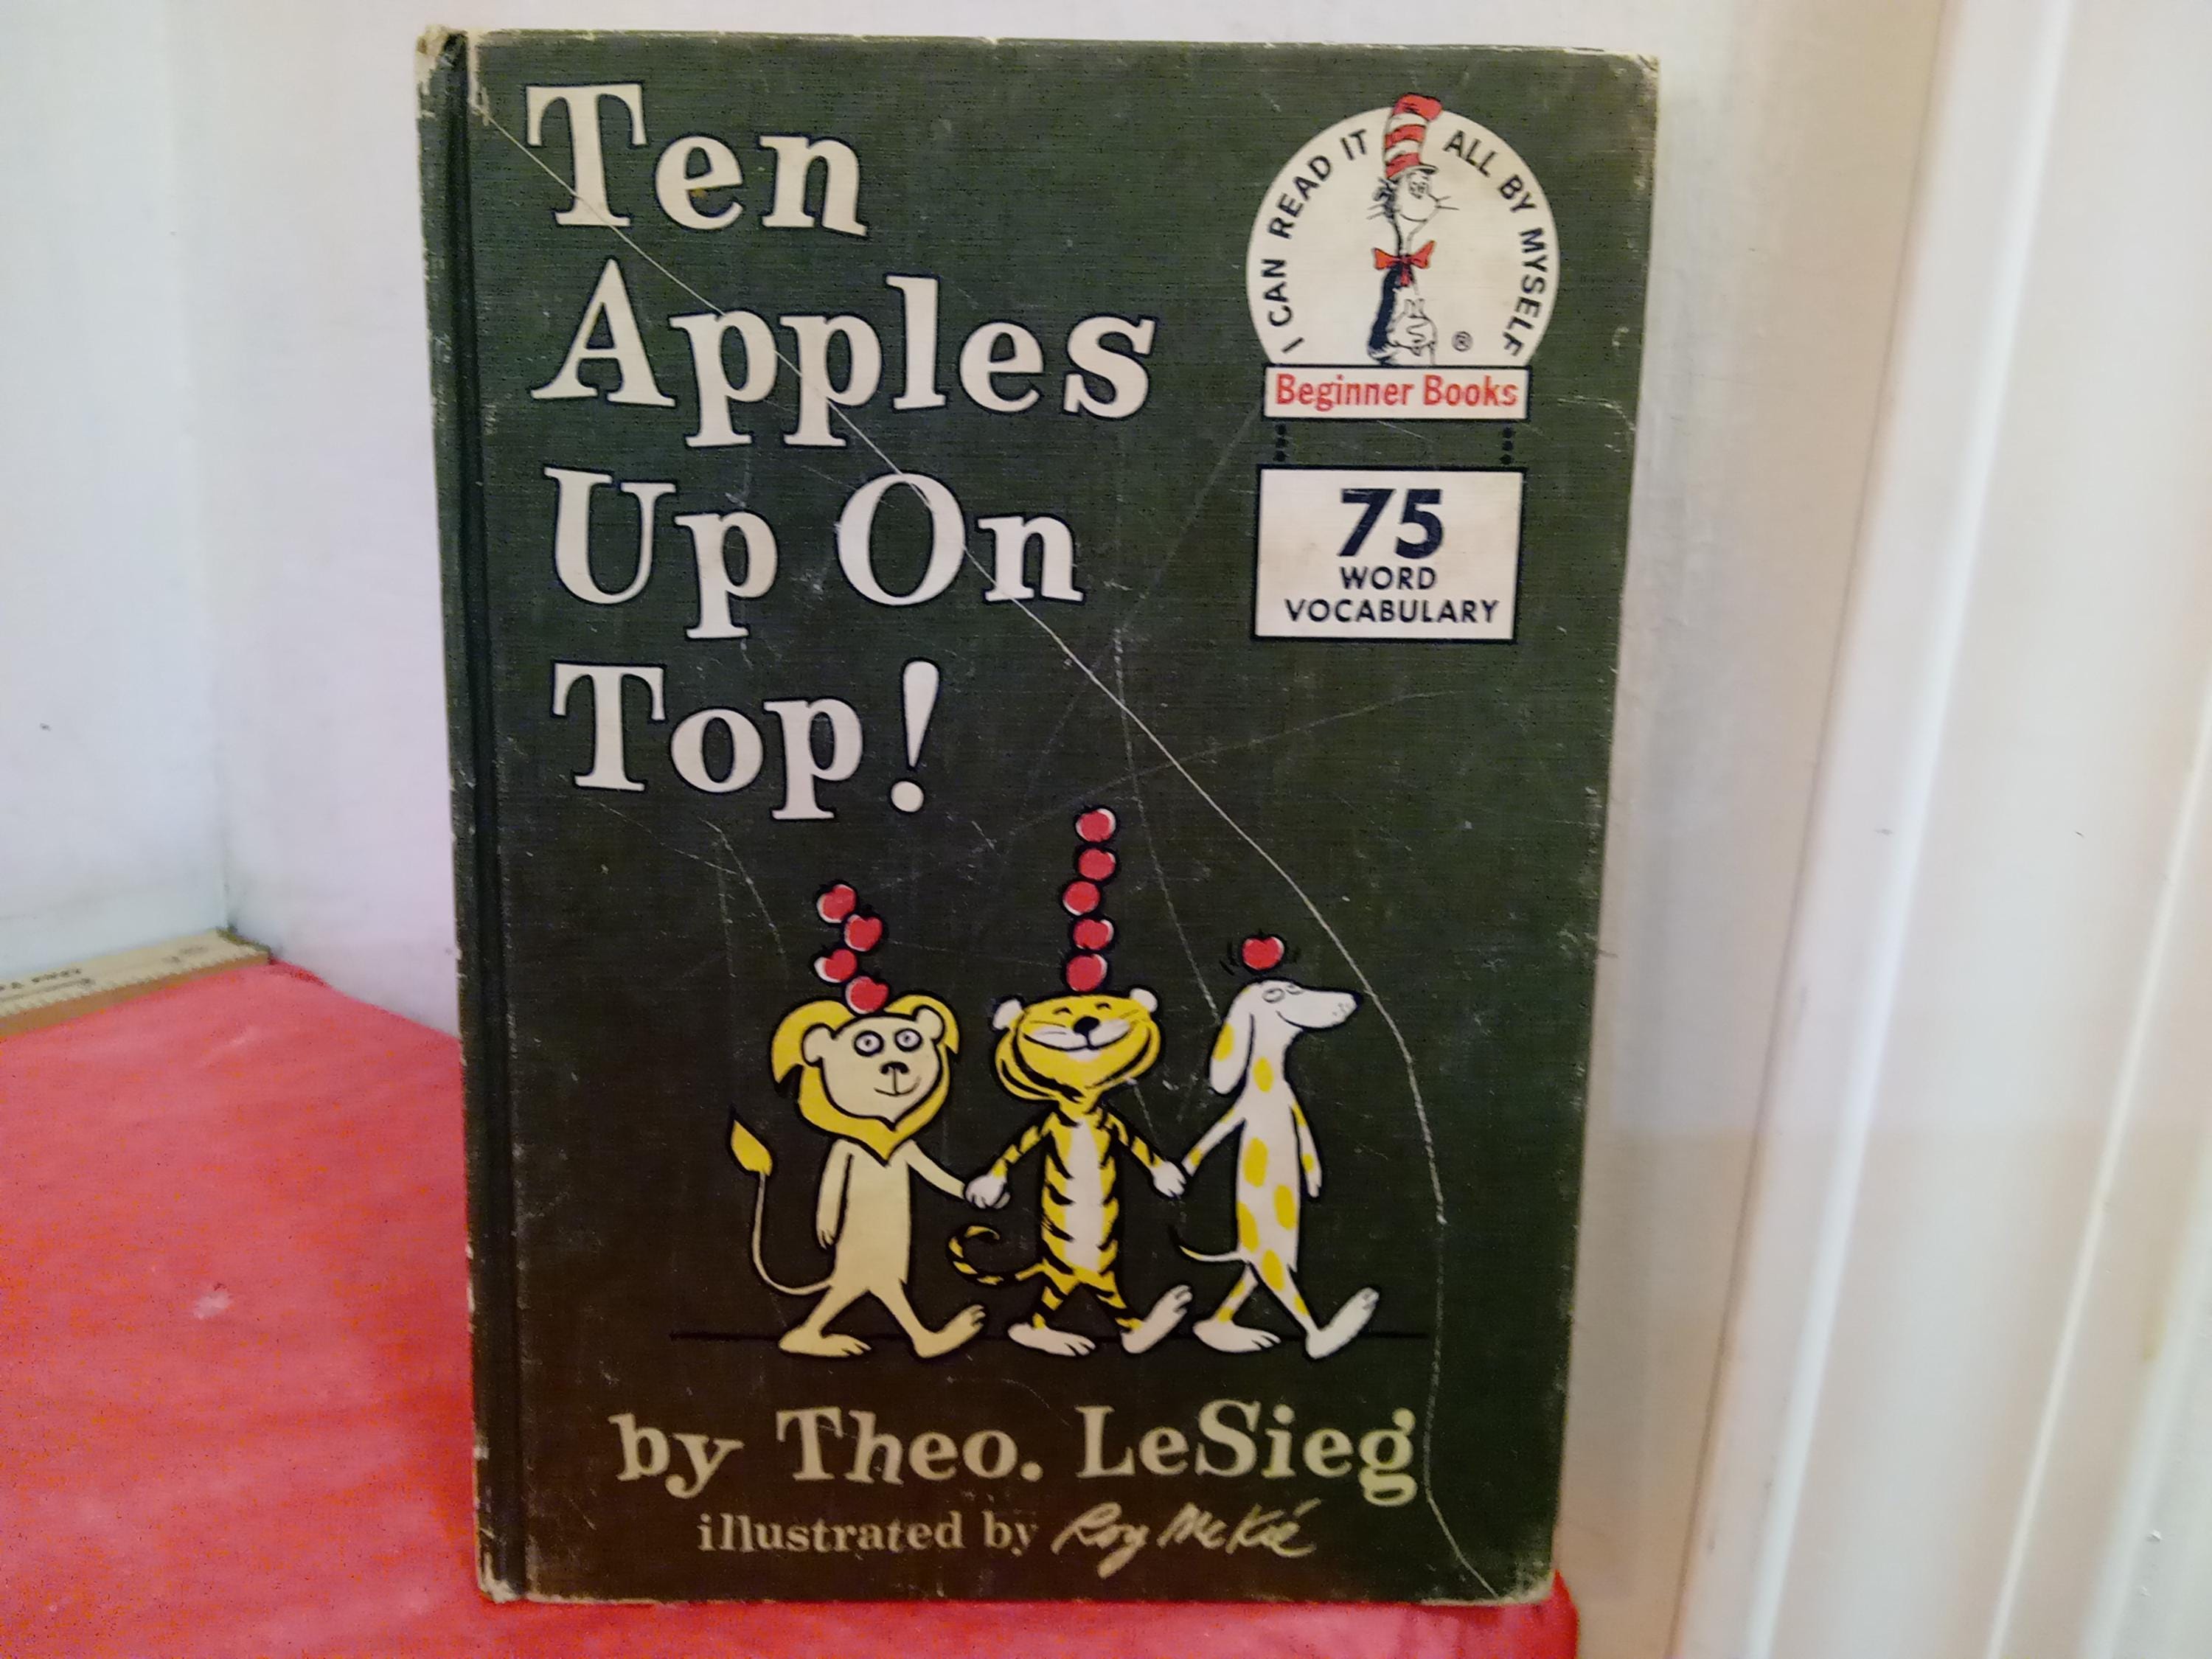 Ten
Apples
Up On
Top!
I CAN READ IT ALL BY MYSELF
®
Beginner Books
75
WORD
VOCABULARY
by Theo. LeSieg
illustrated by Roy McKié